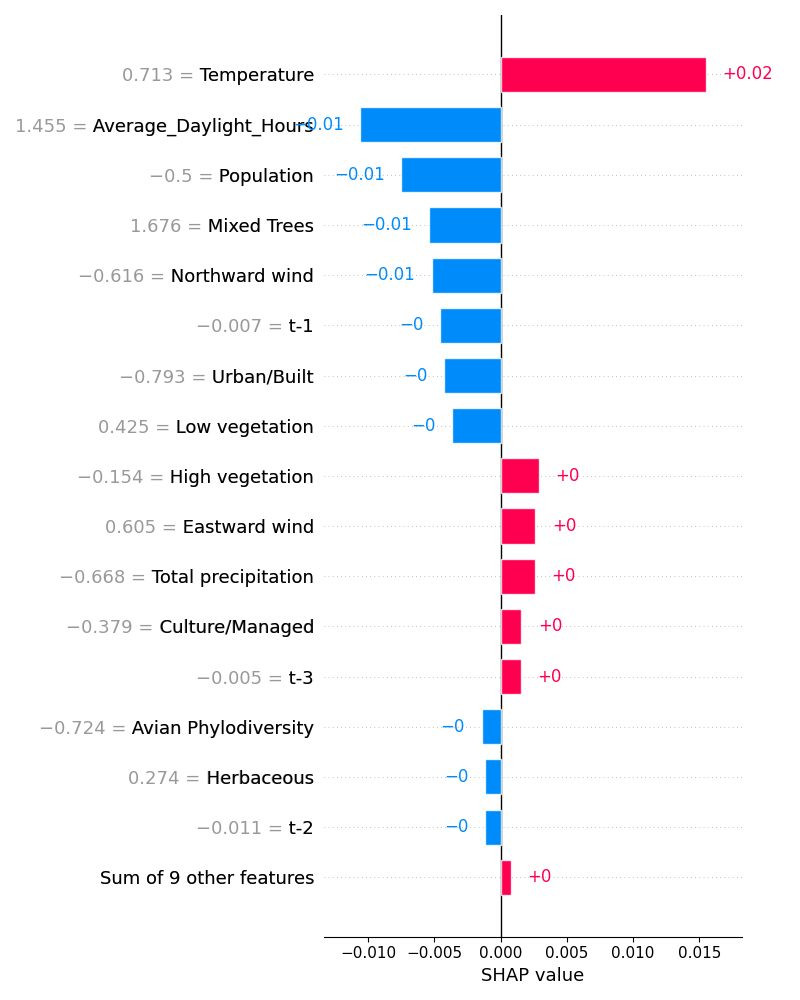 0.713 = Temperature +0.02
1.455 = Average_Daylight_Hours −0.01
−0.5 = Population −0.01
1.676 = Mixed Trees −0.01
−0.616 = Northward wind −0.01
−0.007 = t-1 −0
−0.793 = Urban/Built −0
0.425 = Low vegetation −0
−0.154 = High vegetation +0
0.605 = Eastward wind +0
−0.668 = Total precipitation +0
−0.379 = Culture/Managed +0
−0.005 = t-3 +0
−0.724 = Avian Phylodiversity −0
0.274 = Herbaceous −0
−0.011 = t-2 −0
Sum of 9 other features +0
−0.010 −0.005 0.000 0.005 0.010 0.015
SHAP value